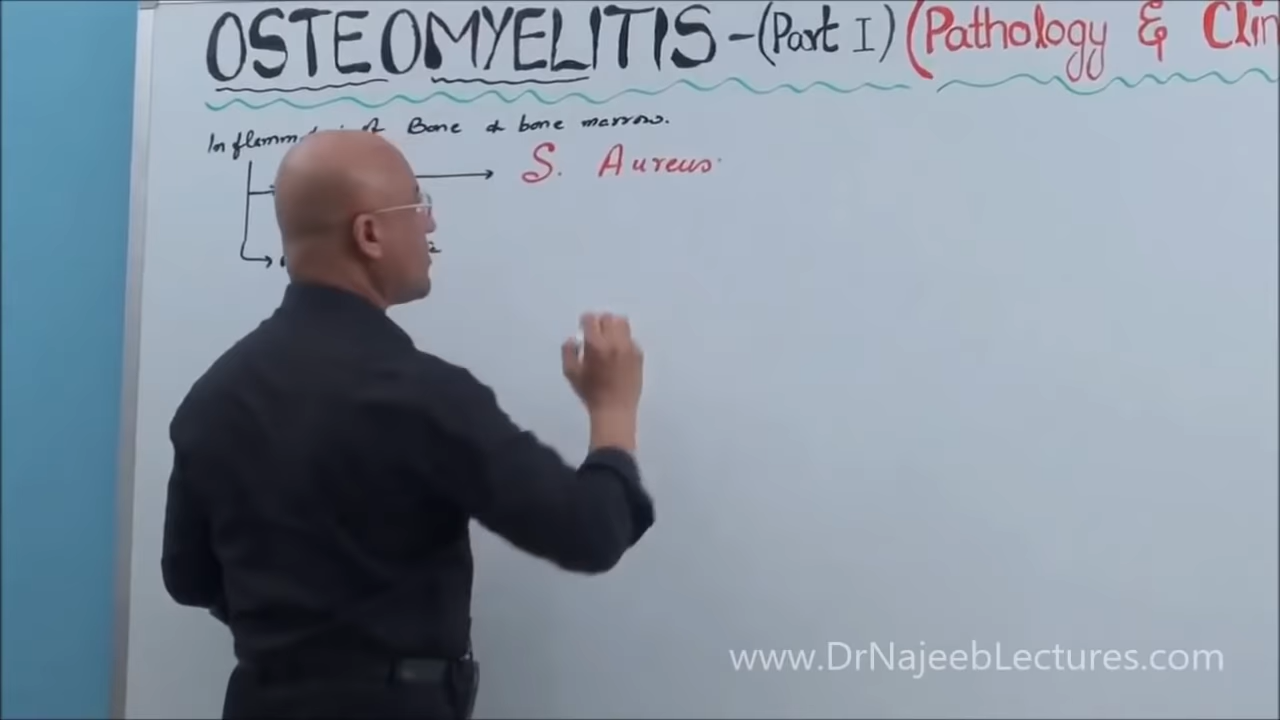 OSTEOMYELITIS - (Part I) (Pathology & Clin
Bone & bone marrow.
S. Aureus
www.DrNajeebLectures.com